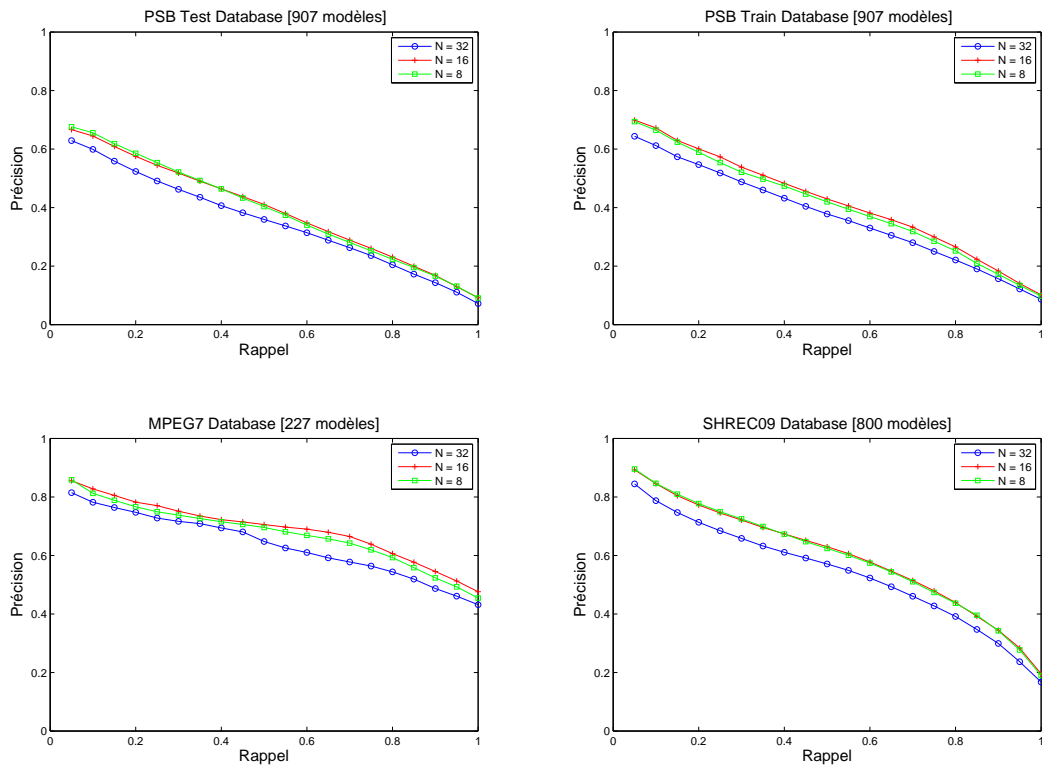 PSB Test Database [907 modèles]
1
0.8
0.6
0.4
0.2
0
Précision
N = 32
N = 16
N = 8
0
0.2
0.4
0.6
0.8
1
Rappel
PSB Train Database [907 modèles]
1
0.8
0.6
0.4
0.2
0
Précision
N = 32
N = 16
N = 8
0
0.2
0.4
0.6
0.8
1
Rappel
MPEG7 Database [227 modèles]
1
0.8
0.6
0.4
0.2
0
Précision
N = 32
N = 16
N = 8
0
0.2
0.4
0.6
0.8
1
Rappel
SHREC09 Database [800 modèles]
1
0.8
0.6
0.4
0.2
0
Précision
N = 32
N = 16
N = 8
0
0.2
0.4
0.6
0.8
1
Rappel